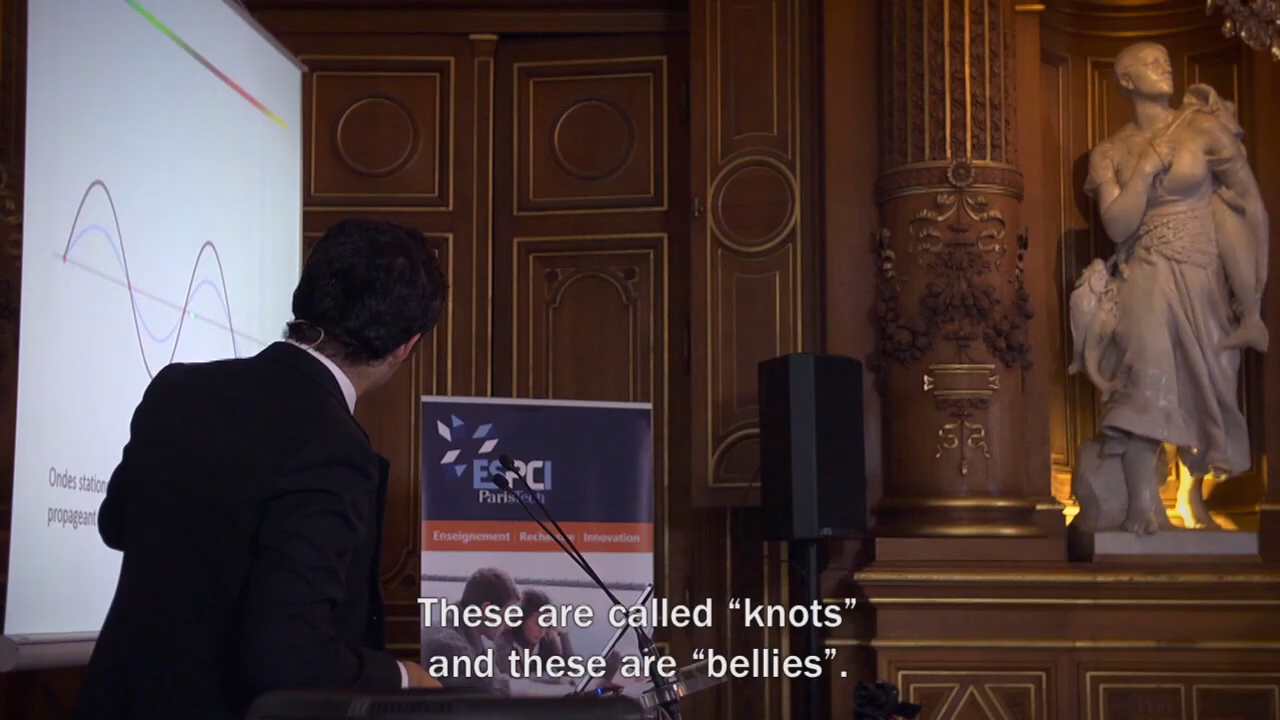 Ondes station
propageant
ESPCI
ParisTech
Enseignement Recherche Innovation
These are called “knots”
and these are “bellies”.